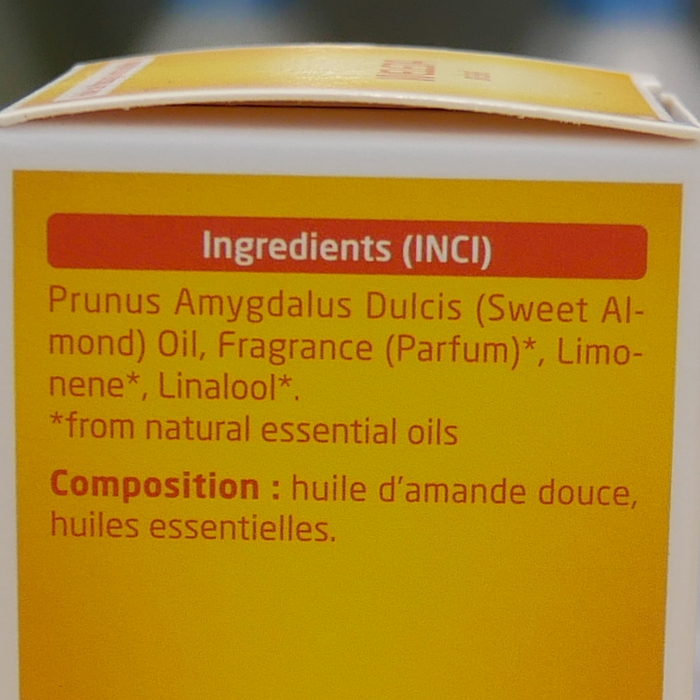 Ingredients (INCI)
Prunus Amygdalus Dulcis (Sweet Al-
mond) Oil, Fragrance (Parfum)*, Limo-
nene*, Linalool*.
*from natural essential oils
Composition : huile d'amande douce,
huiles essentielles.